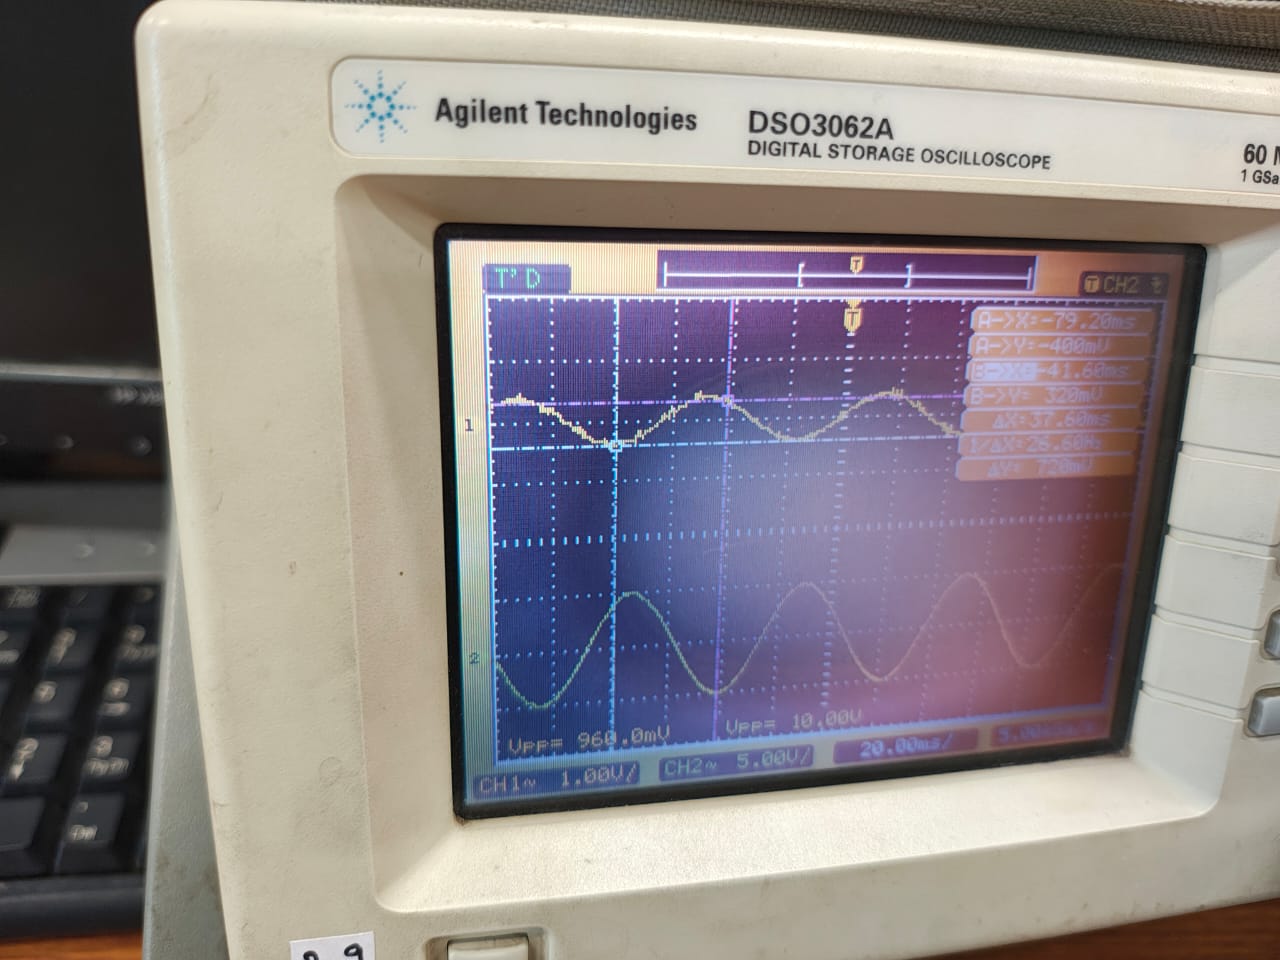 Agilent Technologies
DSO3062A
DIGITAL STORAGE OSCILLOSCOPE
60 M
1 GSa
T'D
T
T CH2
T
A->X=-79.20ms
A->Y=-400mV
B->X=-41.60ms
B->Y= 320mV
ΔX=37.60ms
1/ΔX=26.60Hz
ΔY= 720mV
1
2
Vpp= 960.0mV
Vpp= 10.00V
CH1~ 1.00V/
CH2~ 5.00V/
20.00ms/